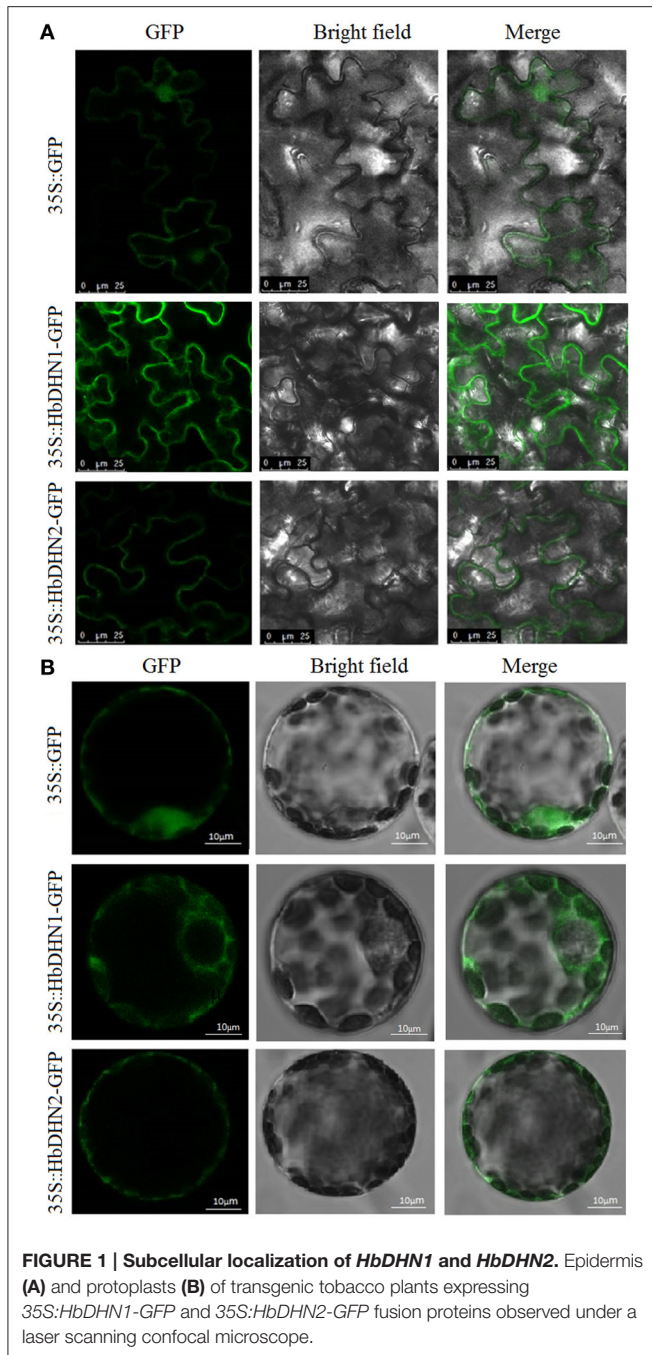 A
GFP Bright field Merge
35S::GFP
0 µm 25 0 µm 25 0 µm 25
35S::HbDHN1-GFP
0 µm 25 0 µm 25 0 µm 25
35S::HbDHN2-GFP
0 µm 25 0 µm 25 0 µm 25
B
GFP Bright field Merge
35S::GFP
10µm 10µm 10µm
35S::HbDHN1-GFP
10µm 10µm 10µm
35S::HbDHN2-GFP
10µm 10µm 10µm
FIGURE 1 | Subcellular localization of HbDHN1 and HbDHN2. Epidermis
(A) and protoplasts (B) of transgenic tobacco plants expressing
35S:HbDHN1-GFP and 35S:HbDHN2-GFP fusion proteins observed under a
laser scanning confocal microscope.